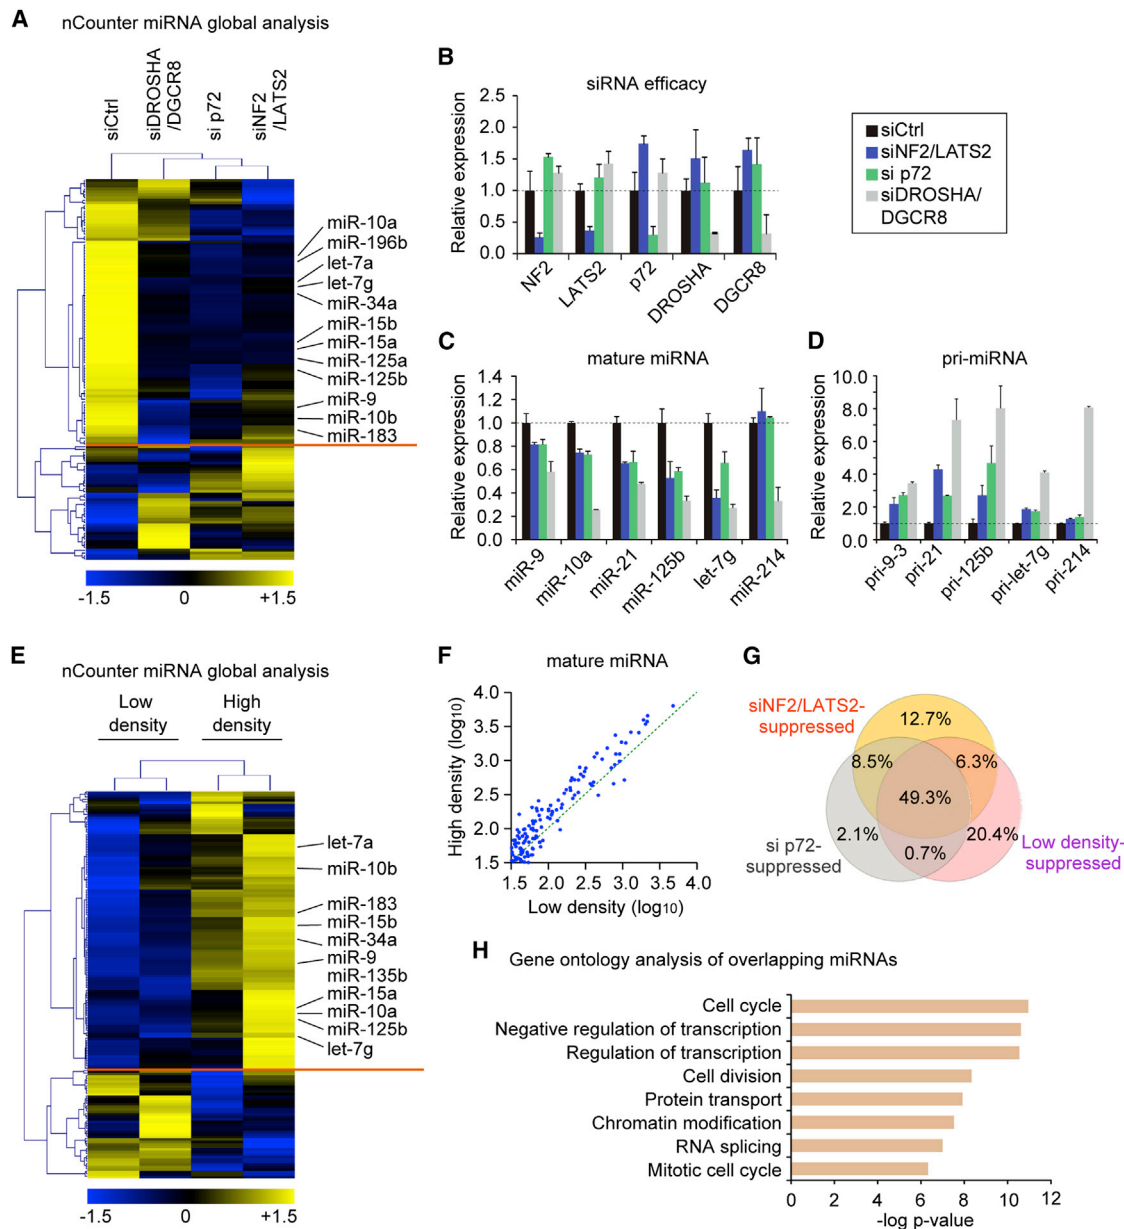 A
nCounter miRNA global analysis
siCtrl
siDROSHA
/DGCR8
si p72
siNF2
/LATS2
miR-10a
miR-196b
let-7a
let-7g
miR-34a
miR-15b
miR-15a
miR-125a
miR-125b
miR-9
miR-10b
miR-183
-1.5
0
+1.5
B
siRNA efficacy
Relative expression
2.5
2.0
1.5
1.0
0.5
0.0
NF2
LATS2
p72
DROSHA
DGCR8
siCtrl
siNF2/LATS2
si p72
siDROSHA/
DGCR8
C
mature miRNA
Relative expression
1.4
1.2
1.0
0.8
0.6
0.4
0.2
0.0
miR-9
miR-10a
miR-21
miR-125b
let-7g
miR-214
D
pri-miRNA
Relative expression
10.0
8.0
6.0
4.0
2.0
0.0
pri-9-3
pri-21
pri-125b
pri-let-7g
pri-214
E
nCounter miRNA global analysis
Low
density
High
density
let-7a
miR-10b
miR-183
miR-15b
miR-34a
miR-9
miR-135b
miR-15a
miR-10a
miR-125b
let-7g
-1.5
0
+1.5
F
mature miRNA
High density (log10)
4.0
3.5
3.0
2.5
2.0
1.5
1.5
2.0
2.5
3.0
3.5
4.0
Low density (log10)
G
siNF2/LATS2-
suppressed
12.7%
8.5%
6.3%
49.3%
2.1%
20.4%
0.7%
si p72-
suppressed
Low density-
suppressed
H
Gene ontology analysis of overlapping miRNAs
Cell cycle
Negative regulation of transcription
Regulation of transcription
Cell division
Protein transport
Chromatin modification
RNA splicing
Mitotic cell cycle
0
2
4
6
8
10
12
-log p-value